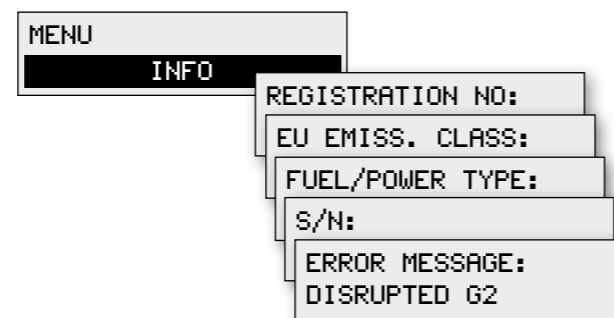 MENU
INFO
REGISTRATION NO:
EU EMISS. CLASS:
FUEL/POWER TYPE:
S/N:
ERROR MESSAGE:
DISRUPTED G2